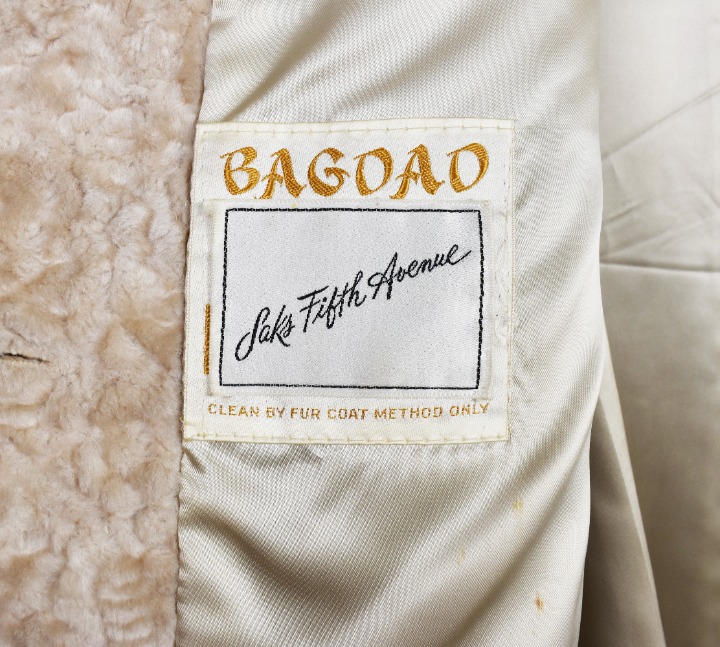 BAGDAD
Saks Fifth Avenue
CLEAN BY FUR COAT METHOD ONLY